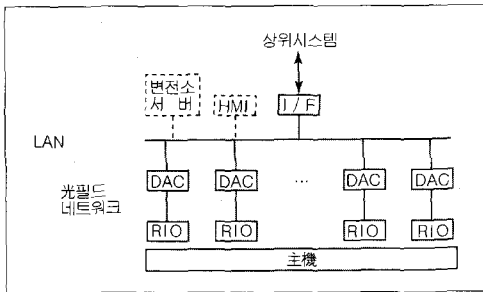 상위시스템
변전소
서 버
HMI
I/F
LAN
DAC DAC ... DAC DAC
光필드
네트워크
RIO RIO RIO RIO
主機